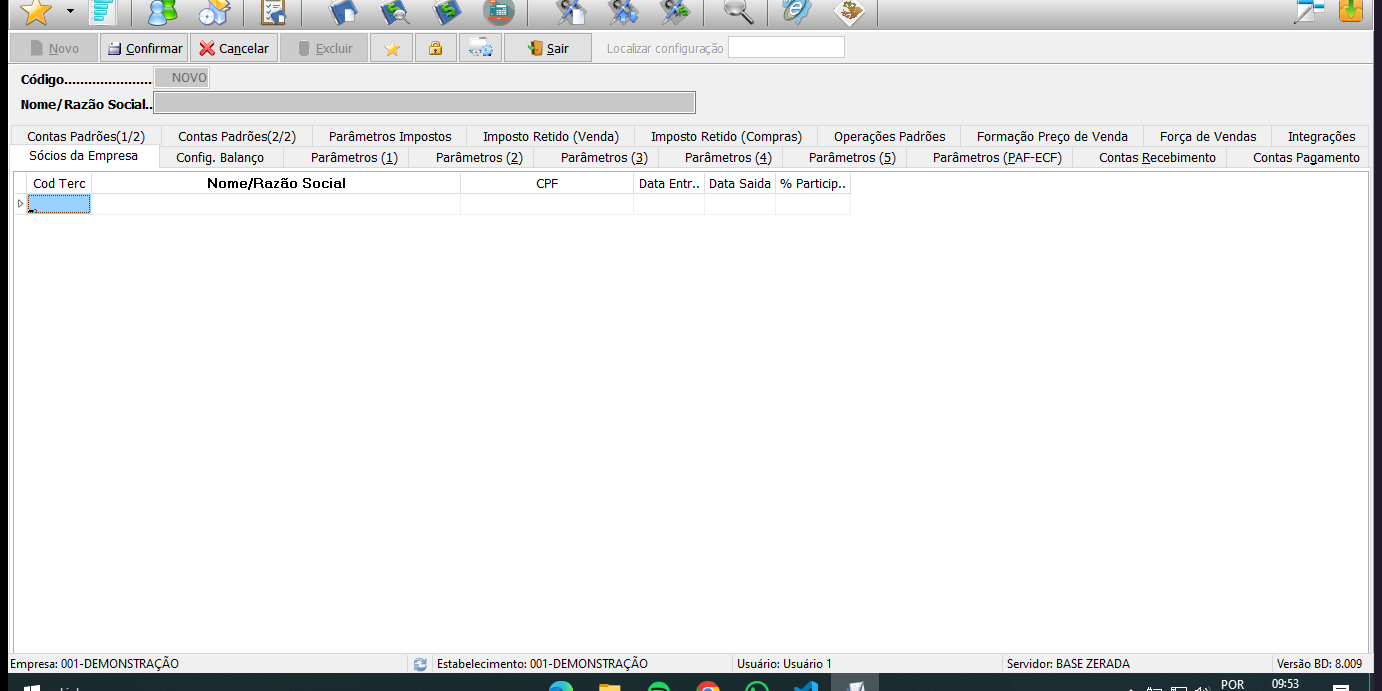 Novo Confirmar Cancelar Excluir Sair Localizar configuração
Código...................... NOVO
Nome/Razão Social..
Contas Padrões(1/2) Contas Padrões(2/2) Parâmetros Impostos Imposto Retido (Venda) Imposto Retido (Compras) Operações Padrões Formação Preço de Venda Força de Vendas Integrações
Sócios da Empresa Config. Balanço Parâmetros (1) Parâmetros (2) Parâmetros (3) Parâmetros (4) Parâmetros (5) Parâmetros (PAF-ECF) Contas Recebimento Contas Pagamento
Cod Terc Nome/Razão Social CPF Data Entr.. Data Saida % Particip..
Empresa: 001-DEMONSTRAÇÃO Estabelecimento: 001-DEMONSTRAÇÃO Usuário: Usuário 1 Servidor: BASE ZERADA Versão BD: 8.009
POR 09:53